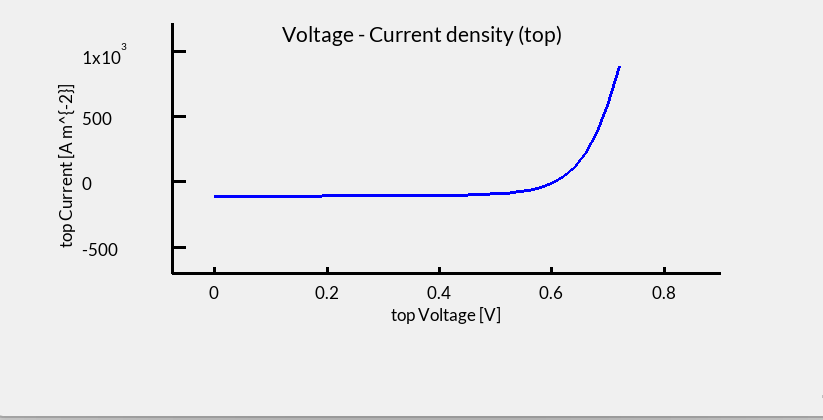 Voltage - Current density (top)
1x10³
500
0
-500
top Current [A m^{-2}]
0 0.2 0.4 0.6 0.8
top Voltage [V]